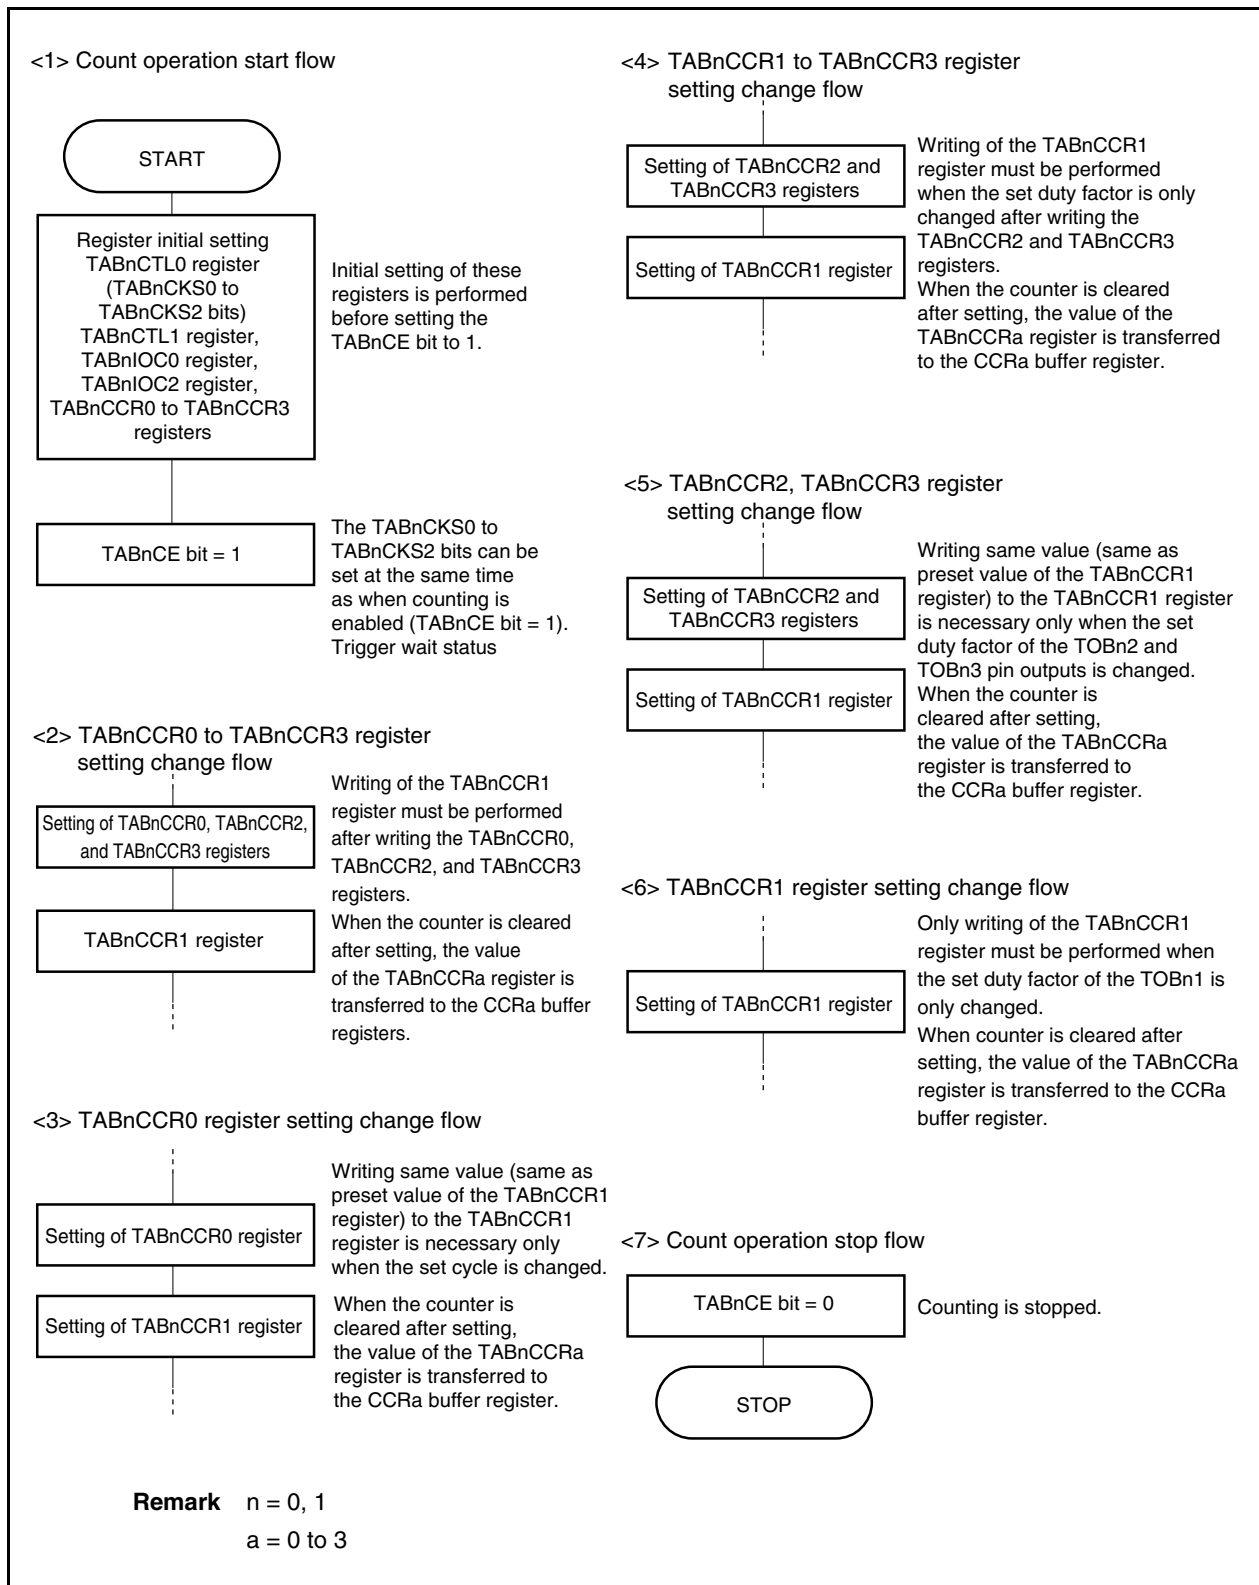 <1> Count operation start flow
START
Register initial setting
TABnCTL0 register
(TABnCKS0 to
TABnCKS2 bits)
TABnCTL1 register,
TABnIOC0 register,
TABnIOC2 register,
TABnCCR0 to TABnCCR3
registers
Initial setting of these
registers is performed
before setting the
TABnCE bit to 1.
TABnCE bit = 1
The TABnCKS0 to
TABnCKS2 bits can be
set at the same time
as when counting is
enabled (TABnCE bit = 1).
Trigger wait status
<2> TABnCCR0 to TABnCCR3 register
setting change flow
Setting of TABnCCR0, TABnCCR2,
and TABnCCR3 registers
TABnCCR1 register
Writing of the TABnCCR1
register must be performed
after writing the TABnCCR0,
TABnCCR2, and TABnCCR3
registers.
When the counter is cleared
after setting, the value
of the TABnCCRa register is
transferred to the CCRa buffer
registers.
<3> TABnCCR0 register setting change flow
Setting of TABnCCR0 register
Setting of TABnCCR1 register
Writing same value (same as
preset value of the TABnCCR1
register) to the TABnCCR1
register is necessary only
when the set cycle is changed.
When the counter is
cleared after setting,
the value of the TABnCCRa
register is transferred to
the CCRa buffer register.
<4> TABnCCR1 to TABnCCR3 register
setting change flow
Setting of TABnCCR2 and
TABnCCR3 registers
Setting of TABnCCR1 register
Writing of the TABnCCR1
register must be performed
when the set duty factor is only
changed after writing the
TABnCCR2 and TABnCCR3
registers.
When the counter is cleared
after setting, the value of the
TABnCCRa register is transferred
to the CCRa buffer register.
<5> TABnCCR2, TABnCCR3 register
setting change flow
Setting of TABnCCR2 and
TABnCCR3 registers
Setting of TABnCCR1 register
Writing same value (same as
preset value of the TABnCCR1
register) to the TABnCCR1 register
is necessary only when the set
duty factor of the TOBn2 and
TOBn3 pin outputs is changed.
When the counter is
cleared after setting,
the value of the TABnCCRa
register is transferred to
the CCRa buffer register.
<6> TABnCCR1 register setting change flow
Setting of TABnCCR1 register
Only writing of the TABnCCR1
register must be performed when
the set duty factor of the TOBn1 is
only changed.
When counter is cleared after
setting, the value of the TABnCCRa
register is transferred to the CCRa
buffer register.
<7> Count operation stop flow
TABnCE bit = 0
Counting is stopped.
STOP
Remark n = 0, 1
a = 0 to 3